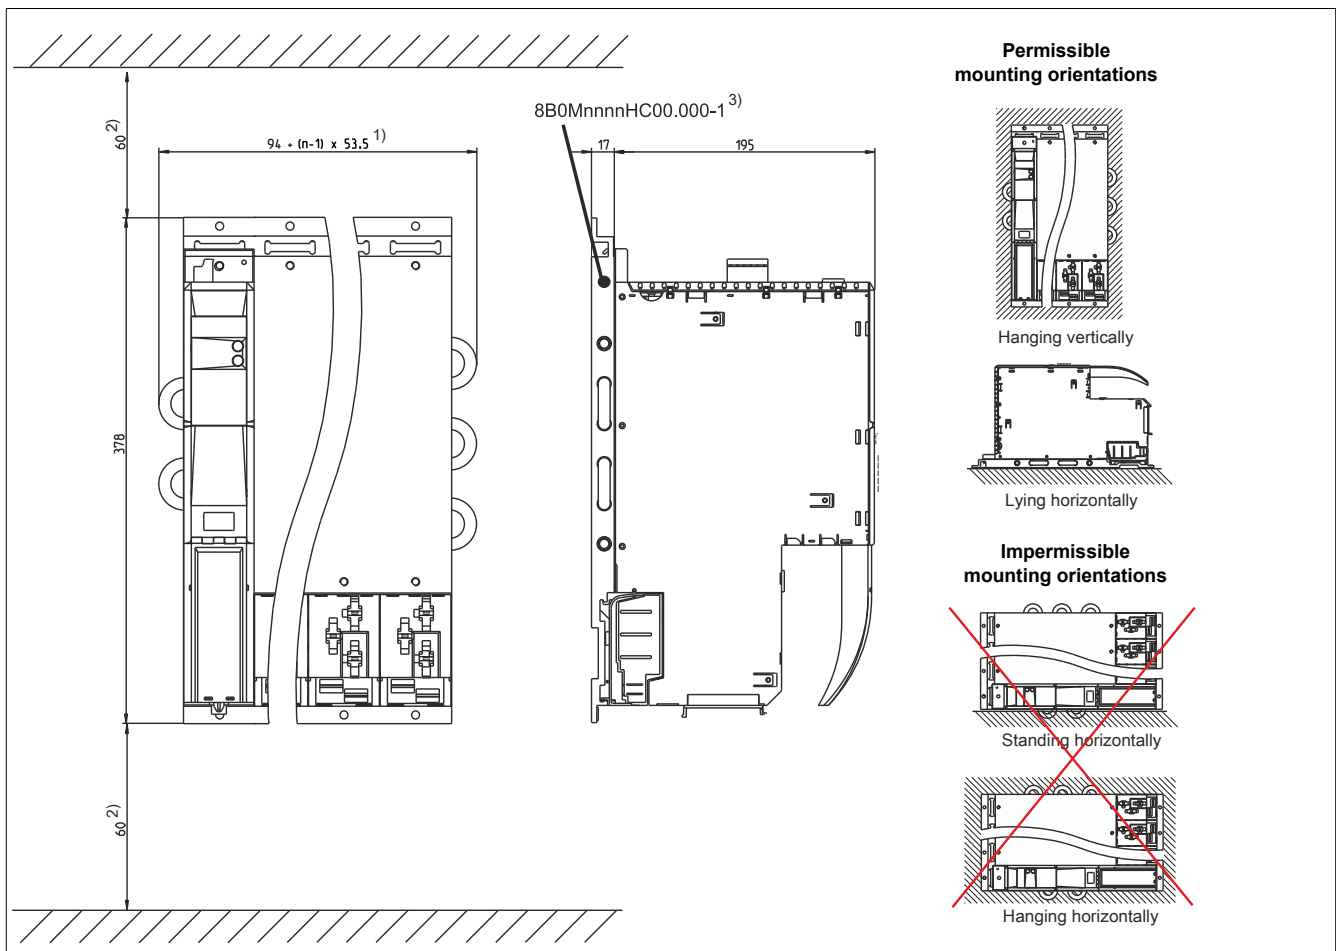 60 2)
94 + (n-1) x 53.5 1)
378
60 2)
8B0MnnnnHC00.000-1 3)
17
195
Permissible
mounting orientations
Hanging vertically
Lying horizontally
Impermissible
mounting orientations
Standing horizontally
Hanging horizontally